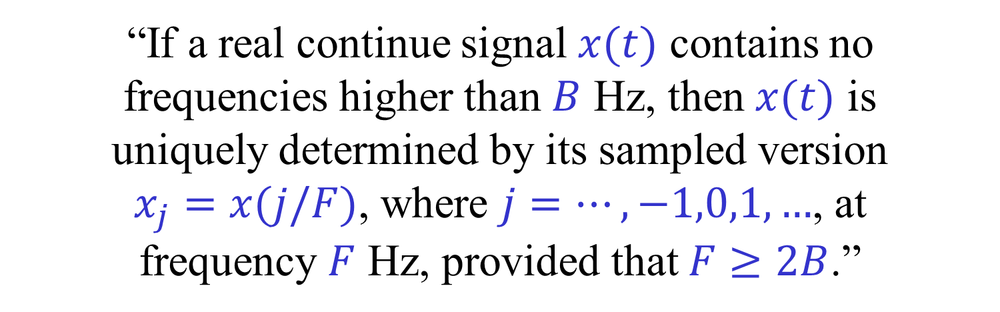 “If a real continue signal x(t) contains no
frequencies higher than B Hz, then x(t) is
uniquely determined by its sampled version
xⱼ = x(j/F), where j = ⋯ , −1,0,1, …, at
frequency F Hz, provided that F ≥ 2B.”